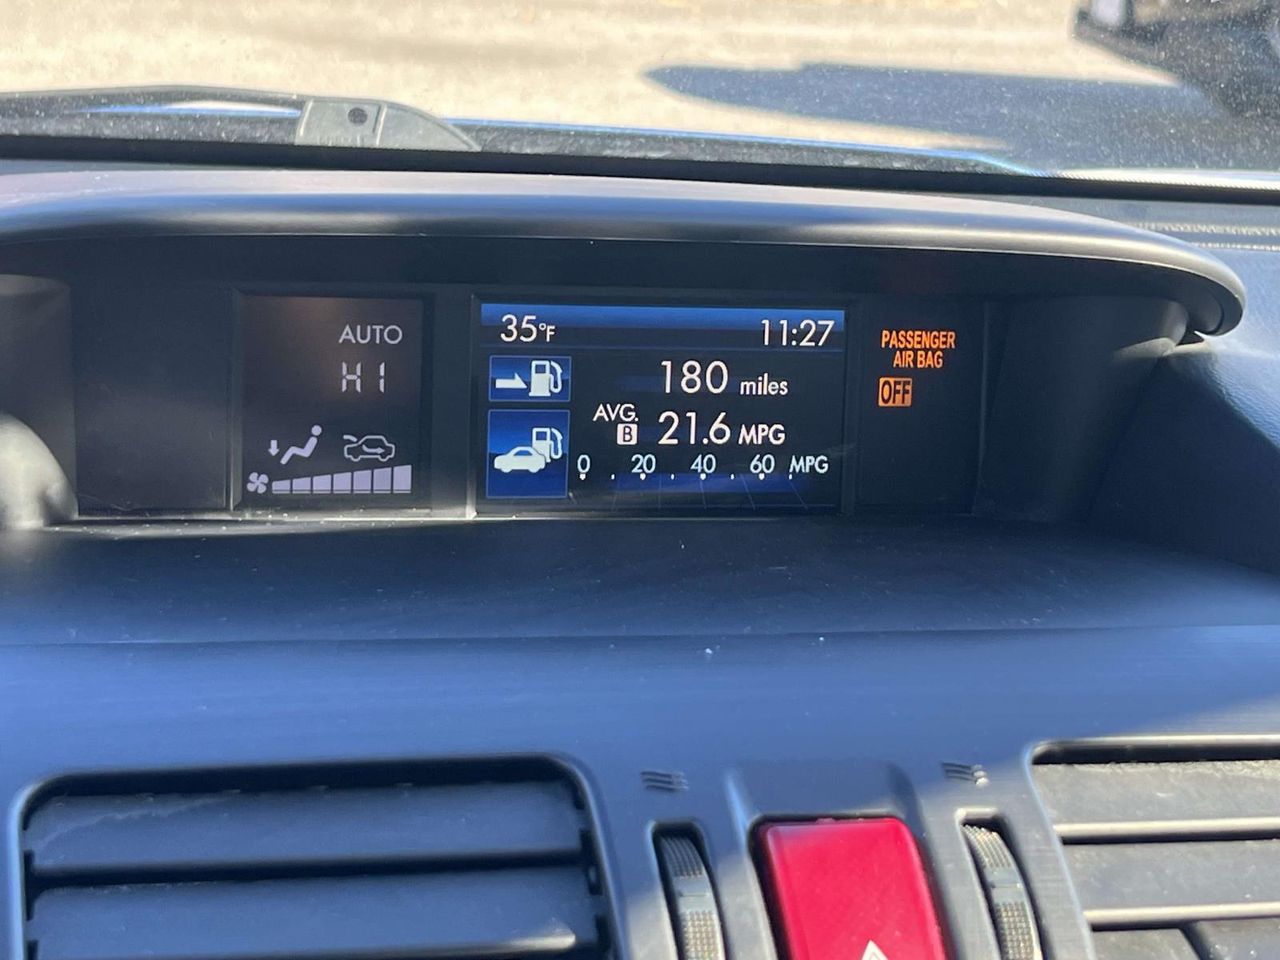 AUTO
HI
35°F 11:27
180 miles
AVG.
B 21.6 MPG
0 20 40 60 MPG
PASSENGER
AIR BAG
OFF